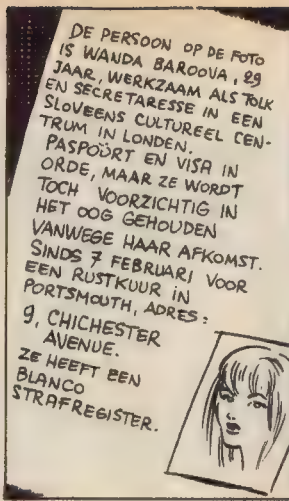 DE PERSOON OP DE FOTO
IS WANDA BAROOVA, 29
JAAR, WERKZAAM ALS TOLK
EN SECRETARESSE IN EEN
SLOVEENS CULTUREEL CEN-
TRUM IN LONDEN.
PASPOORT EN VISA IN
ORDE, MAAR ZE WORDT
TOCH VOORZICHTIG IN
HET OOG GEHOUDEN
VANWEGE HAAR AFKOMST.
SINDS 7 FEBRUARI VOOR
EEN RUSTKUUR IN
PORTSMOUTH, ADRES:
9, CHICHESTER
AVENUE.
ZE HEEFT EEN
BLANCO
STRAFREGISTER.